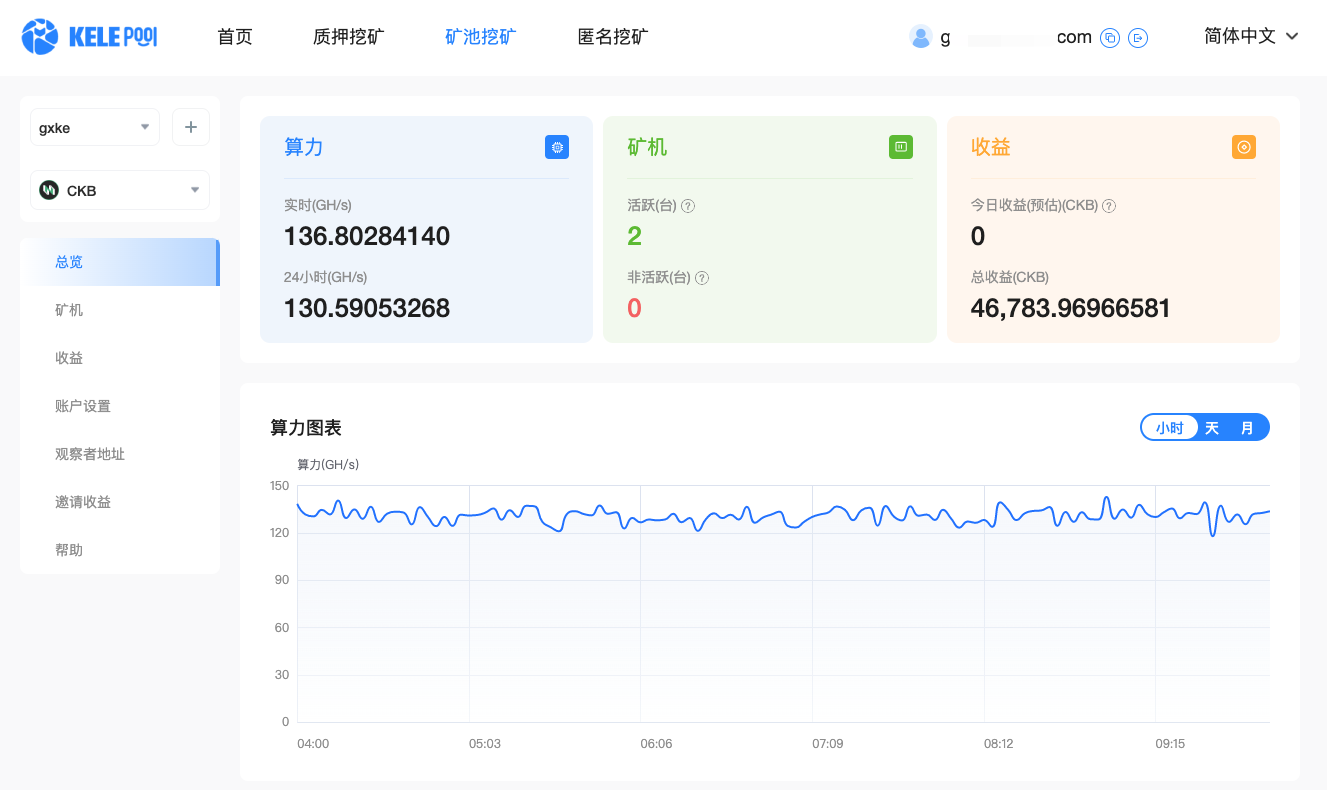 KELE POOl
首页
质押挖矿
矿池挖矿
匿名挖矿
g
com
简体中文
gxke
+
CKB
总览
矿机
收益
账户设置
观察者地址
邀请收益
帮助
算力
实时(GH/s)
136.80284140
24小时(GH/s)
130.59053268
矿机
活跃(台) ?
2
非活跃(台) ?
0
收益
今日收益(预估)(CKB) ?
0
总收益(CKB)
46,783.96966581
算力图表
小时 天 月
算力(GH/s)
150
120
90
60
30
0
04:00 05:03 06:06 07:09 08:12 09:15